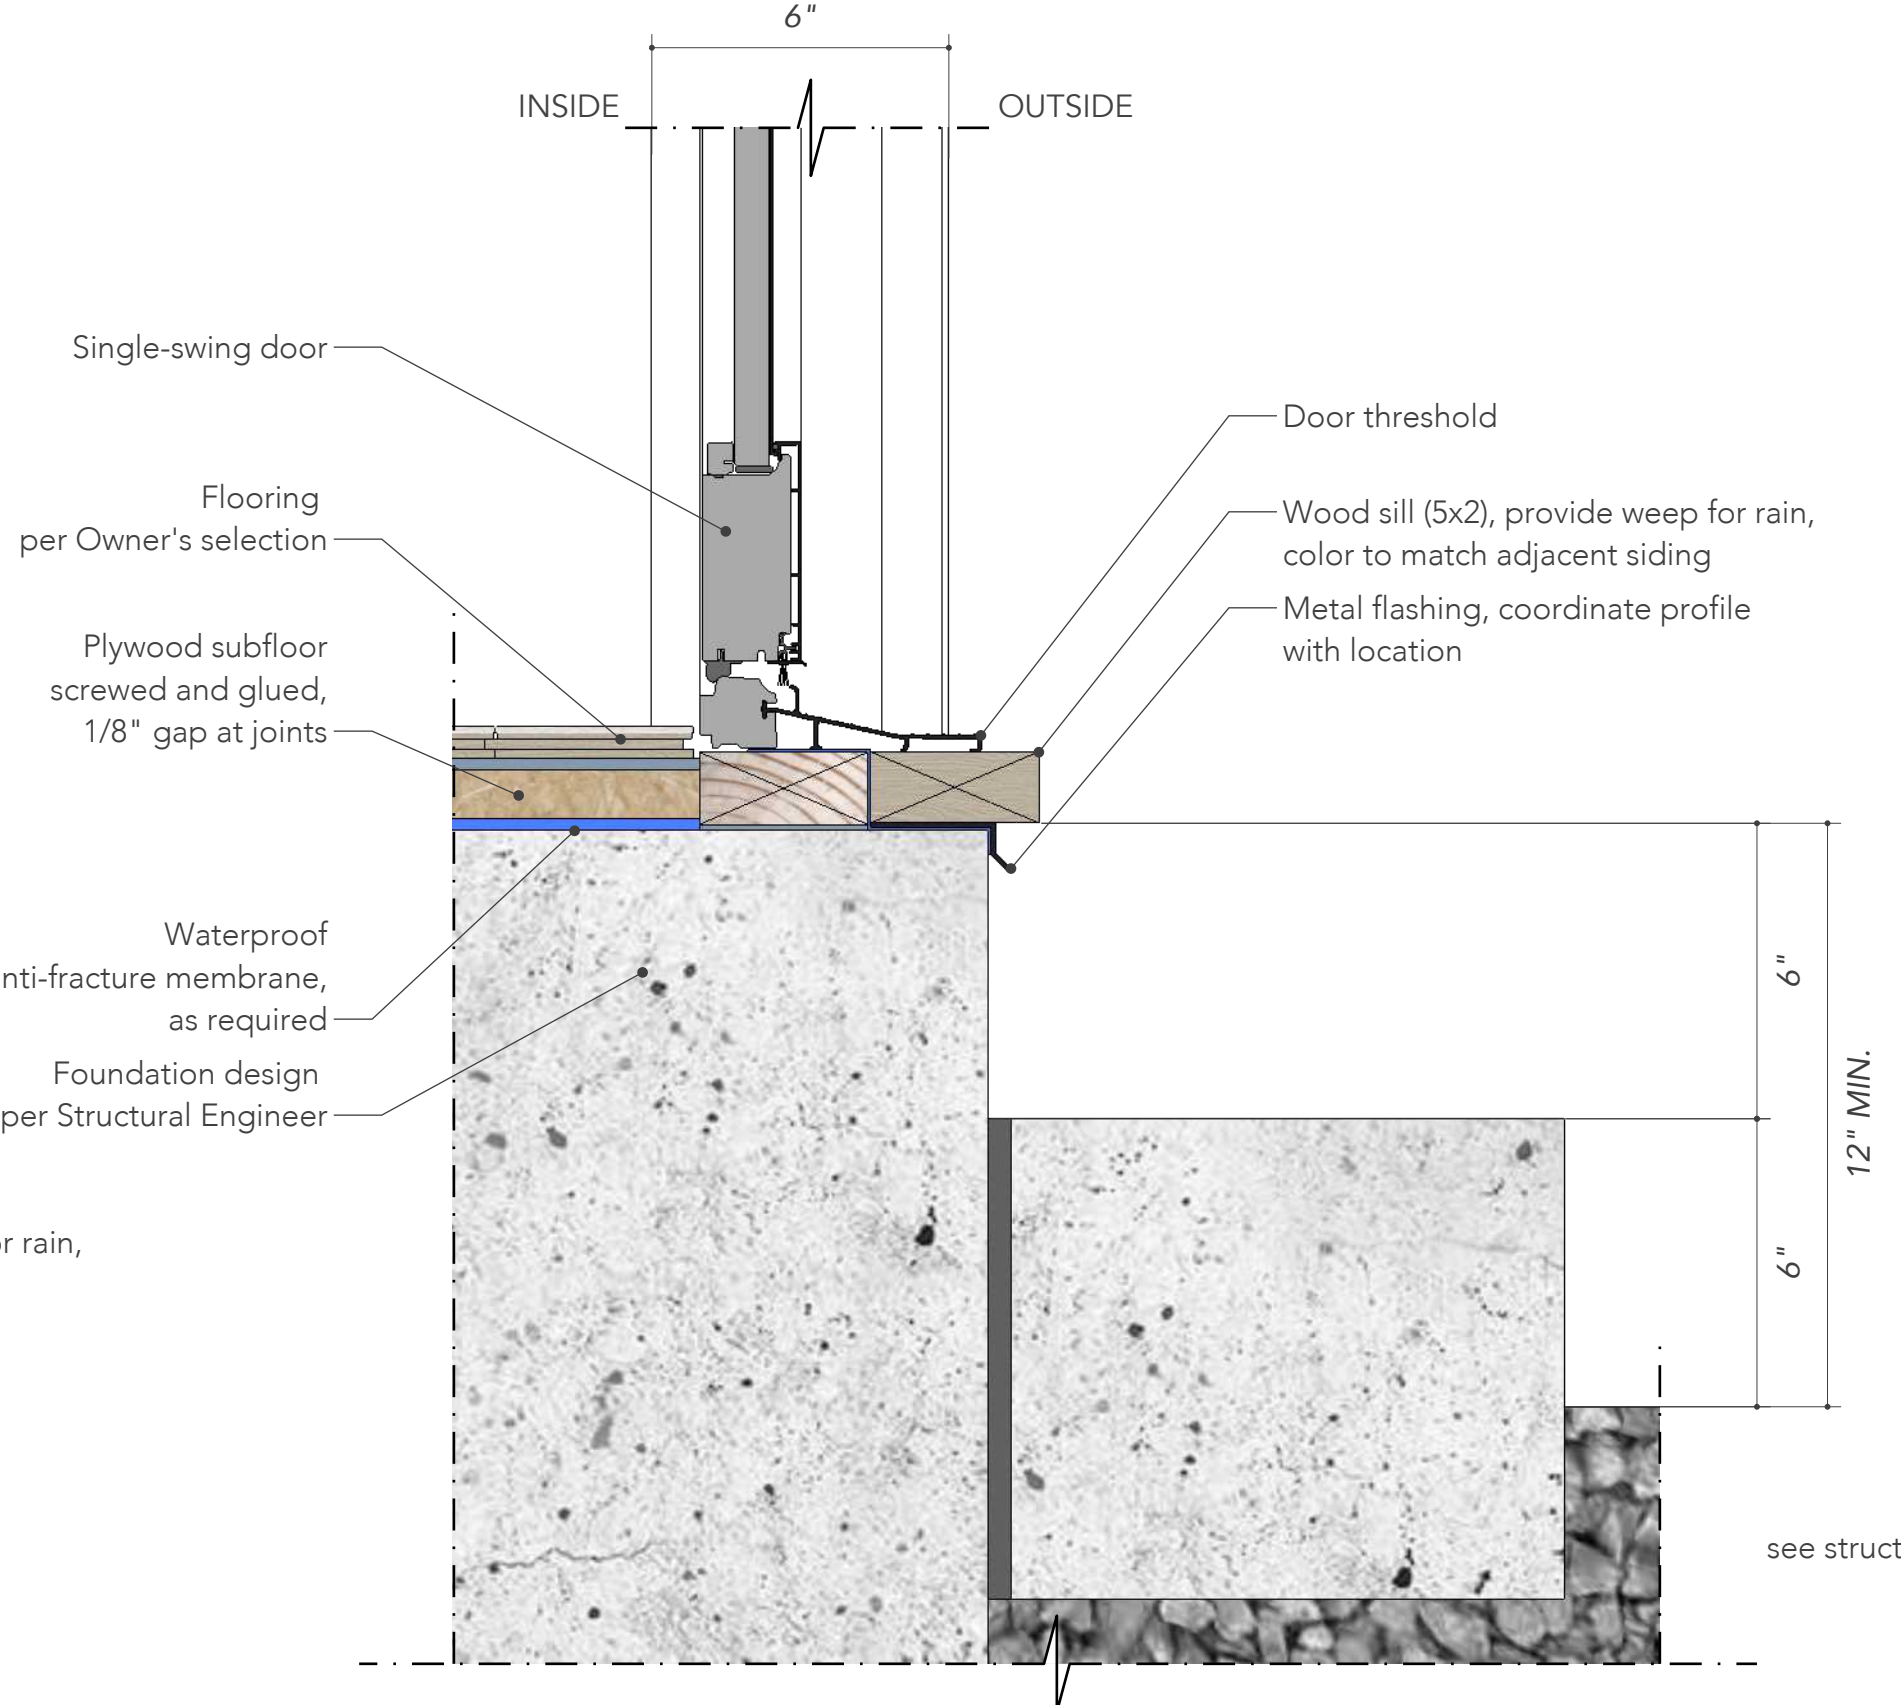 6"
INSIDE
OUTSIDE
Single-swing door
Flooring
per Owner's selection
Plywood subfloor
screwed and glued,
1/8" gap at joints
Waterproof
nti-fracture membrane,
as required
Foundation design
per Structural Engineer
r rain,
Door threshold
Wood sill (5x2), provide weep for rain,
color to match adjacent siding
Metal flashing, coordinate profile
with location
6"
12" MIN.
6"
see struct